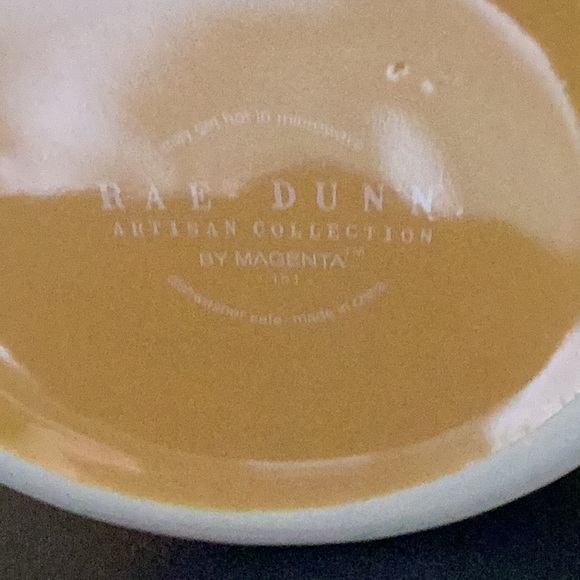 may get hot in microwave
RAE DUNN
ARTISAN COLLECTION
BY MAGENTA™
dishwasher safe · made in china